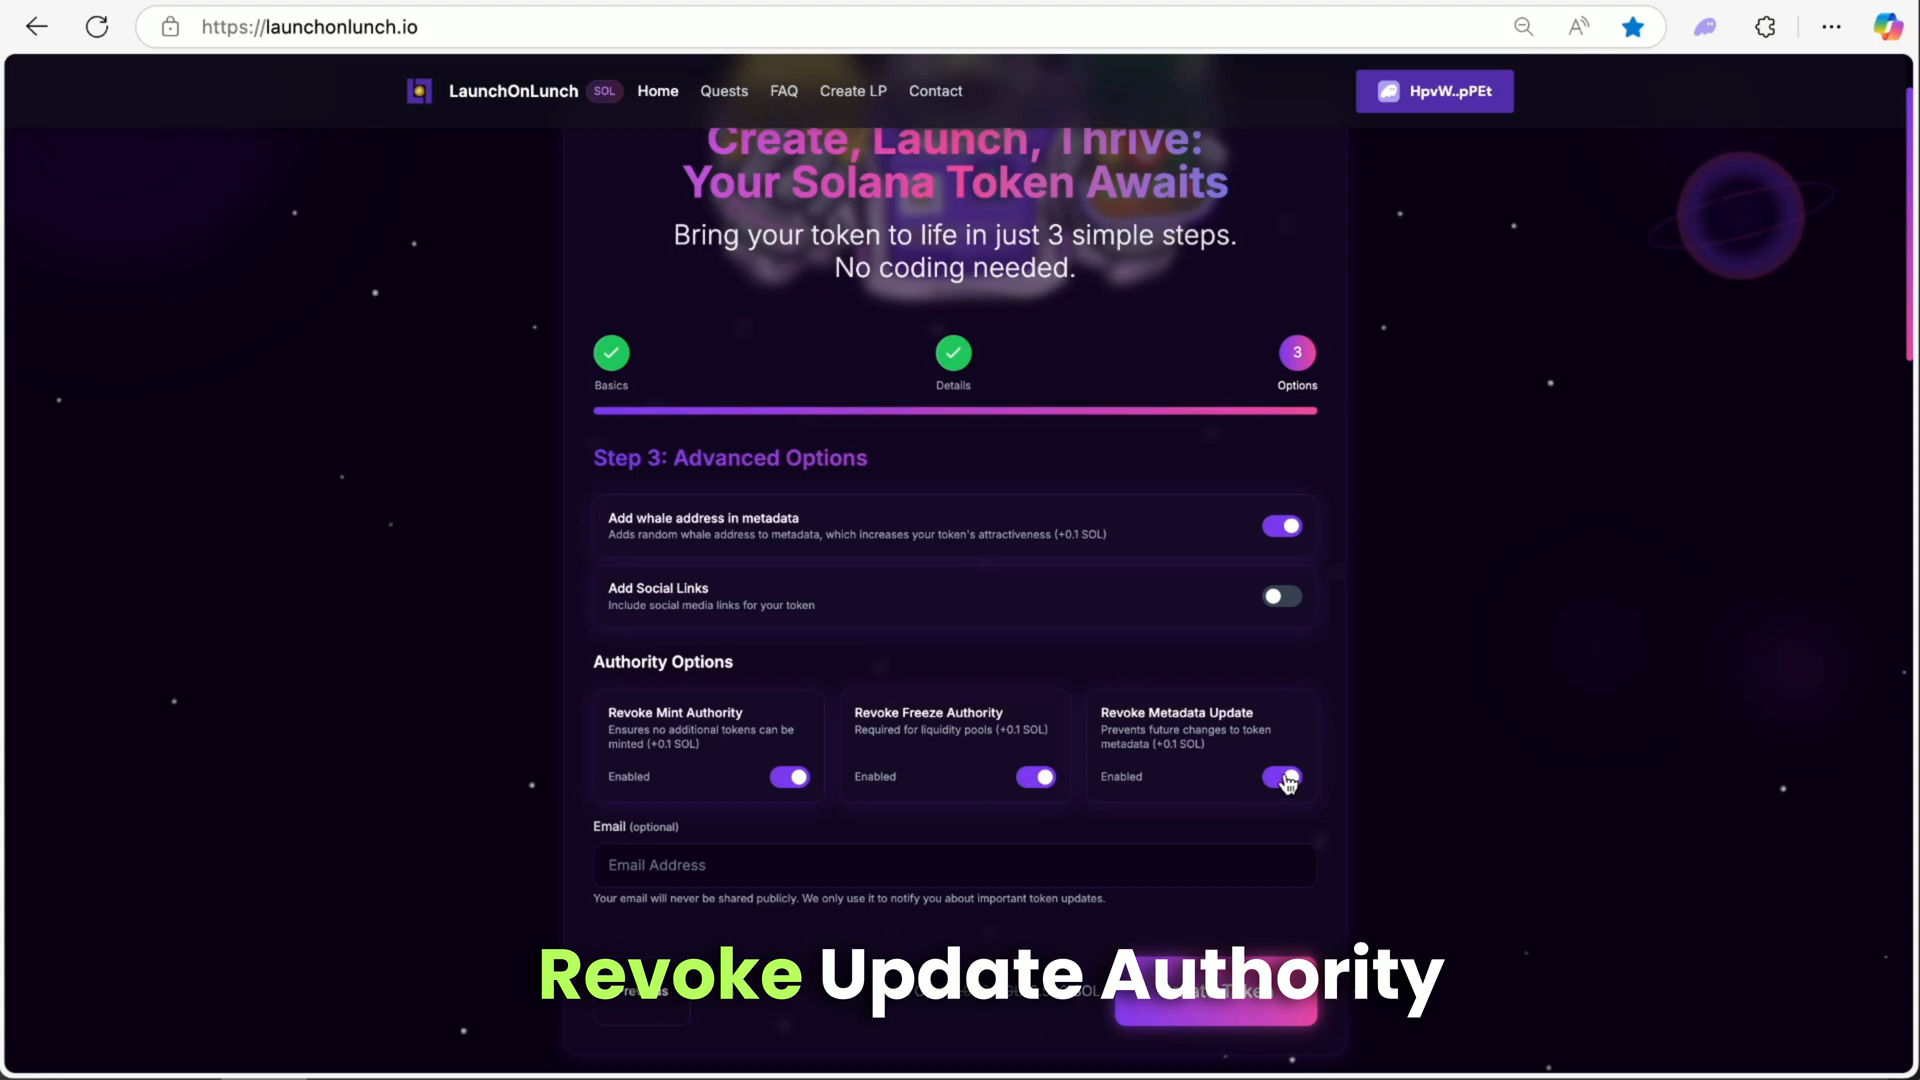 https://launchonlunch.io
LaunchOnLunch SOL Home Quests FAQ Create LP Contact HpvW..pPEt
Create, Launch, Thrive:
Your Solana Token Awaits
Bring your token to life in just 3 simple steps.
No coding needed.
3
Basics Details Options
Step 3: Advanced Options
Add whale address in metadata
Adds random whale address to metadata, which increases your token's attractiveness (+0.1 SOL)
Add Social Links
Include social media links for your token
Authority Options
Revoke Mint Authority
Ensures no additional tokens can be
minted (+0.1 SOL)
Enabled
Revoke Freeze Authority
Required for liquidity pools (+0.1 SOL)
Enabled
Revoke Metadata Update
Prevents future changes to token
metadata (+0.1 SOL)
Enabled
Email (optional)
Email Address
Your email will never be shared publicly. We only use it to notify you about important token updates.
Revoke Update Authority
SOL